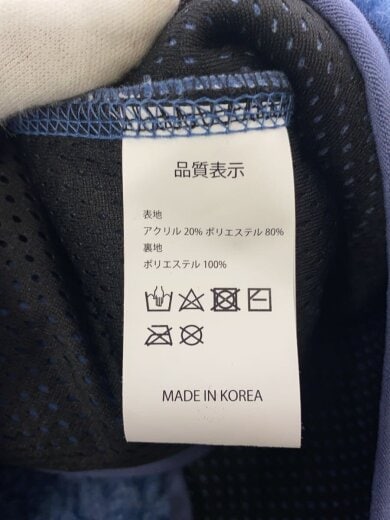 品質表示
表地
アクリル 20% ポリエステル 80%
裏地
ポリエステル 100%
MADE IN KOREA